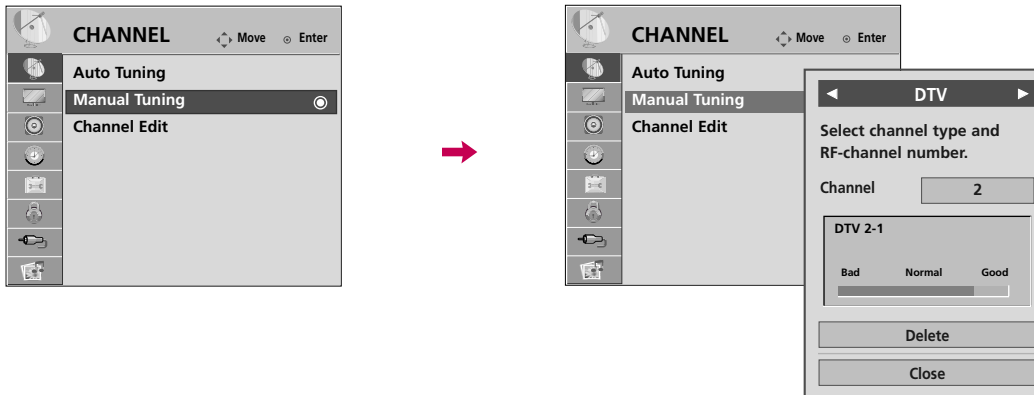 CHANNEL
Move
Enter
Auto Tuning
Manual Tuning
Channel Edit
CHANNEL
Move
Enter
Auto Tuning
Manual Tuning
Channel Edit
DTV
Select channel type and
RF-channel number.
Channel
2
DTV 2-1
Bad Normal Good
Delete
Close